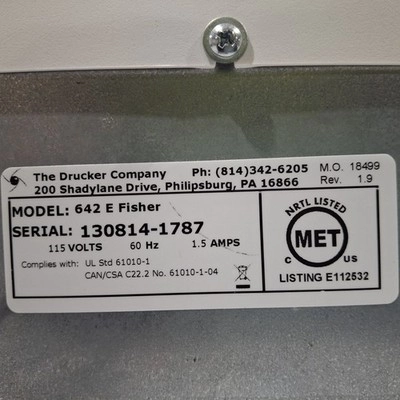 The Drucker Company Ph: (814)342-6205 M.O. 18499
200 Shadylane Drive, Philipsburg, PA 16866 Rev. 1.9
MODEL: 642 E Fisher
SERIAL: 130814-1787
115 VOLTS 60 Hz 1.5 AMPS
Complies with: UL Std 61010-1
CAN/CSA C22.2 No. 61010-1-04
NRTL LISTED
MET
C US
LISTING E112532